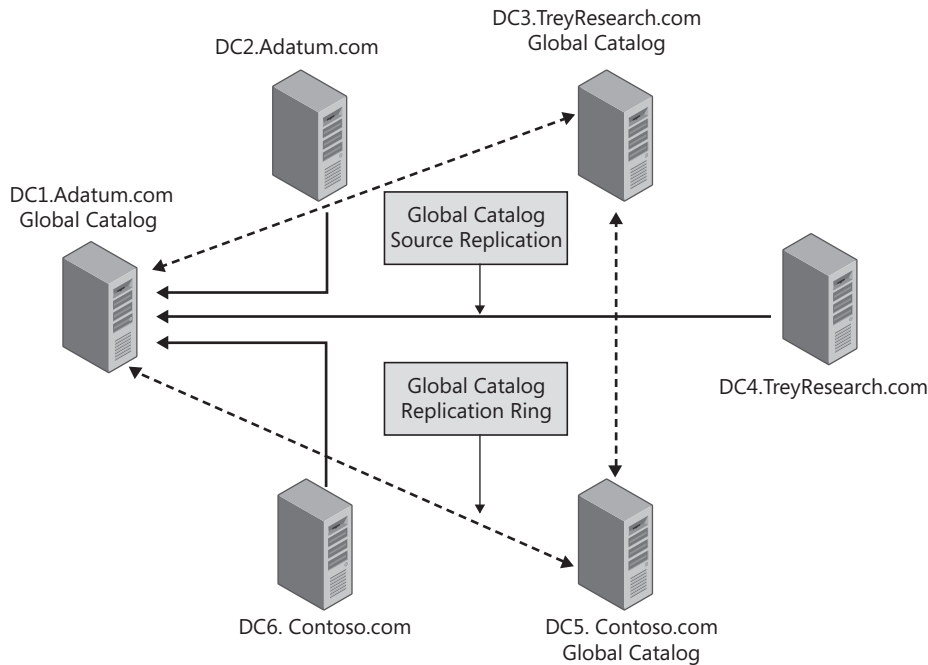 DC3.TreyResearch.com
Global Catalog
DC2.Adatum.com
DC1.Adatum.com
Global Catalog
Global Catalog
Source Replication
DC4.TreyResearch.com
Global Catalog
Replication Ring
DC6. Contoso.com
DC5. Contoso.com
Global Catalog